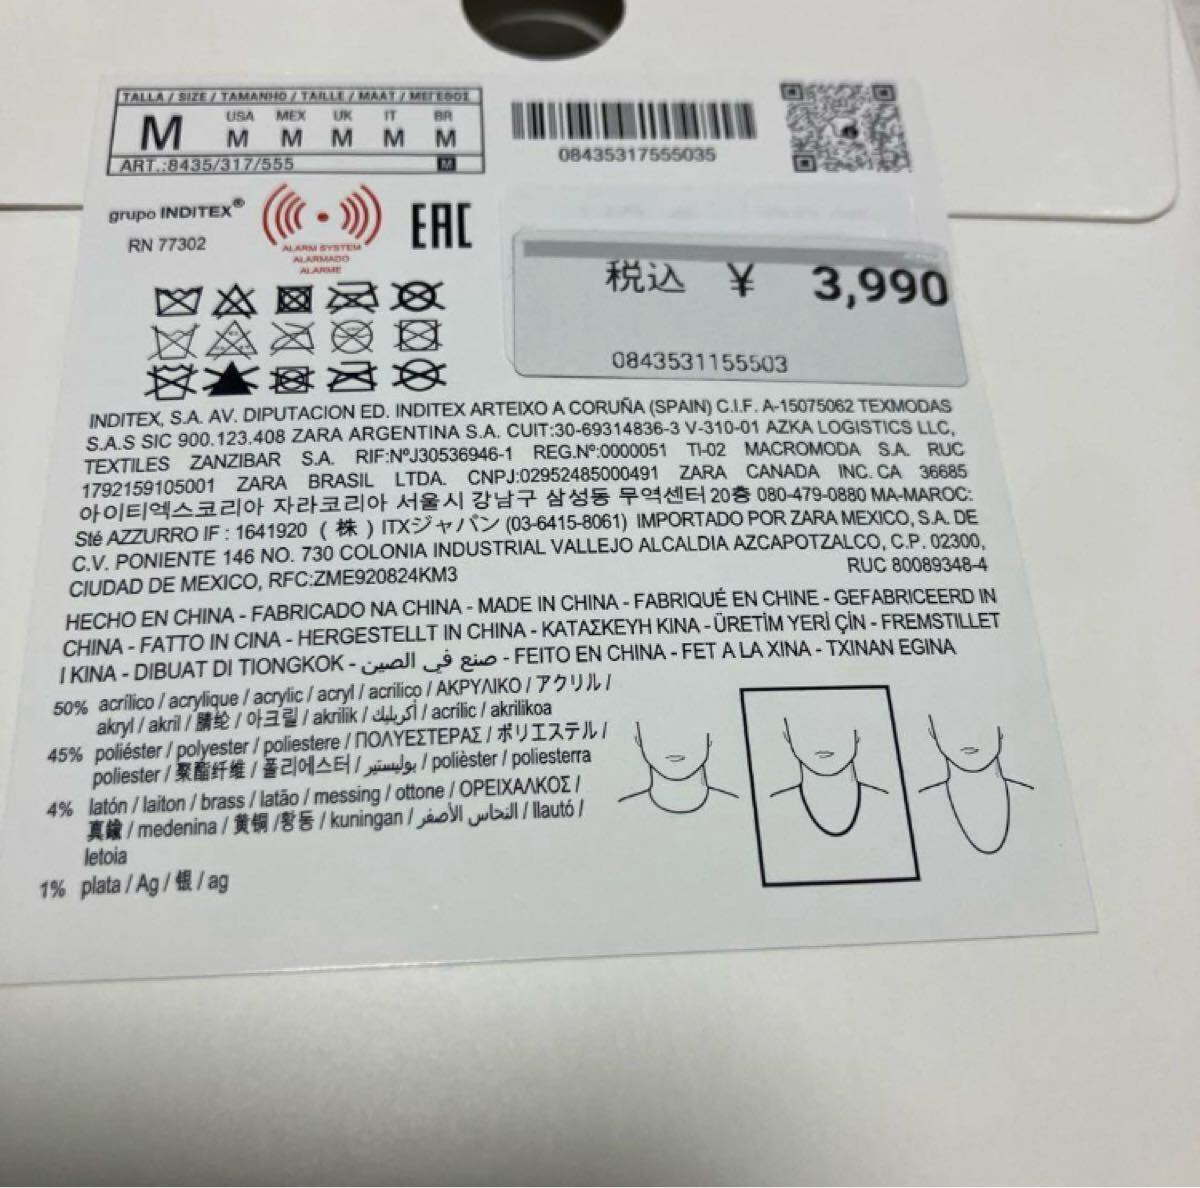 TALLA / SIZE / TAMANHO / TAILLE / MAAT / ΜΕΓΕΘΟΣ
M
USA MEX UK IT BR
M M M M M
ART.:8435/317/555 M
08435317555035
grupo INDITEX®
RN 77302
ALARM SYSTEM
ALARMADO
ALARME
EAC
税込 ¥ 3,990
0843531155503
INDITEX, S.A. AV. DIPUTACION ED. INDITEX ARTEIXO A CORUÑA (SPAIN) C.I.F. A-15075062 TEXMODAS
S.A.S SIC 900.123.408 ZARA ARGENTINA S.A. CUIT:30-69314836-3 V-310-01 AZKA LOGISTICS LLC,
TEXTILES ZANZIBAR S.A. RIF:NºJ30536946-1 REG.Nº:0000051 TI-02 MACROMODA S.A. RUC
1792159105001 ZARA BRASIL LTDA. CNPJ:02952485000491 ZARA CANADA INC. CA 36685
아이티엑스코리아 자라코리아 서울시 강남구 삼성동 무역센터 20층 080-479-0880 MA-MAROC:
Sté AZZURRO IF : 1641920 ( 株 ) ITXジャパン (03-6415-8061) IMPORTADO POR ZARA MEXICO, S.A. DE
C.V. PONIENTE 146 NO. 730 COLONIA INDUSTRIAL VALLEJO ALCALDIA AZCAPOTZALCO, C.P. 02300,
CIUDAD DE MEXICO, RFC:ZME920824KM3 RUC 80089348-4
HECHO EN CHINA - FABRICADO NA CHINA - MADE IN CHINA - FABRIQUÉ EN CHINE - GEFABRICEERD IN
CHINA - FATTO IN CINA - HERGESTELLT IN CHINA - ΚΑΤΑΣΚΕΥΗ ΚΙΝΑ - ÜRETİM YERİ ÇİN - FREMSTILLET
I KINA - DIBUAT DI TIONGKOK - صنع في الصين - FEITO EN CHINA - FET A LA XINA - TXINAN EGINA
50% acrílico / acrylique / acrylic / acryl / acrilico / ΑΚΡΥΛΙΚΟ / アクリル /
akryl / akril / 腈纶 / 아크릴 / akrilik / أكريليك / acrílic / akrilikoa
45% poliéster / polyester / poliestere / ΠΟΛΥΕΣΤΕΡΑΣ / ポリエステル /
poliester / 聚酯纤维 / 폴리에스터 / بوليستير / polièster / poliesterra
4% latón / laiton / brass / latão / messing / ottone / ΟΡΕΙΧΑΛΚΟΣ /
真鍮 / medenina / 黄铜 / 황동 / kuningan / النحاس الأصفر / llautó /
letoia
1% plata / Ag / 银 / ag